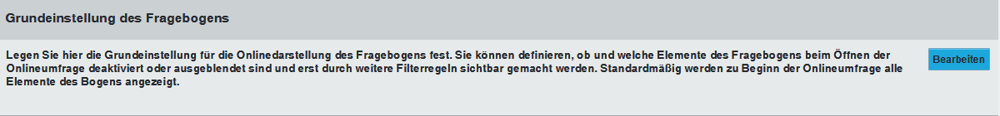 Grundeinstellung des Fragebogens
Legen Sie hier die Grundeinstellung für die Onlinedarstellung des Fragebogens fest. Sie können definieren, ob und welche Elemente des Fragebogens beim Öffnen der
Onlineumfrage deaktiviert oder ausgeblendet sind und erst durch weitere Filterregeln sichtbar gemacht werden. Standardmäßig werden zu Beginn der Onlineumfrage alle
Elemente des Bogens angezeigt.
Bearbeiten